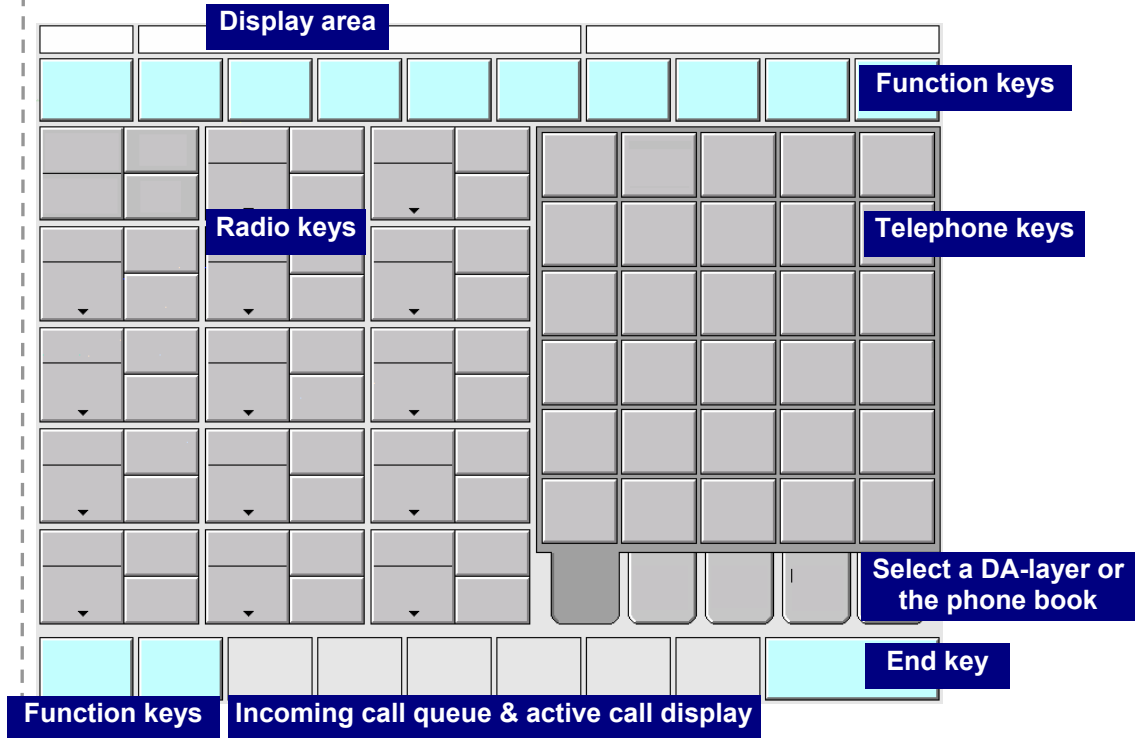 Display area
Function keys
Radio keys
Telephone keys
Select a DA-layer or
the phone book
End key
Function keys
Incoming call queue & active call display